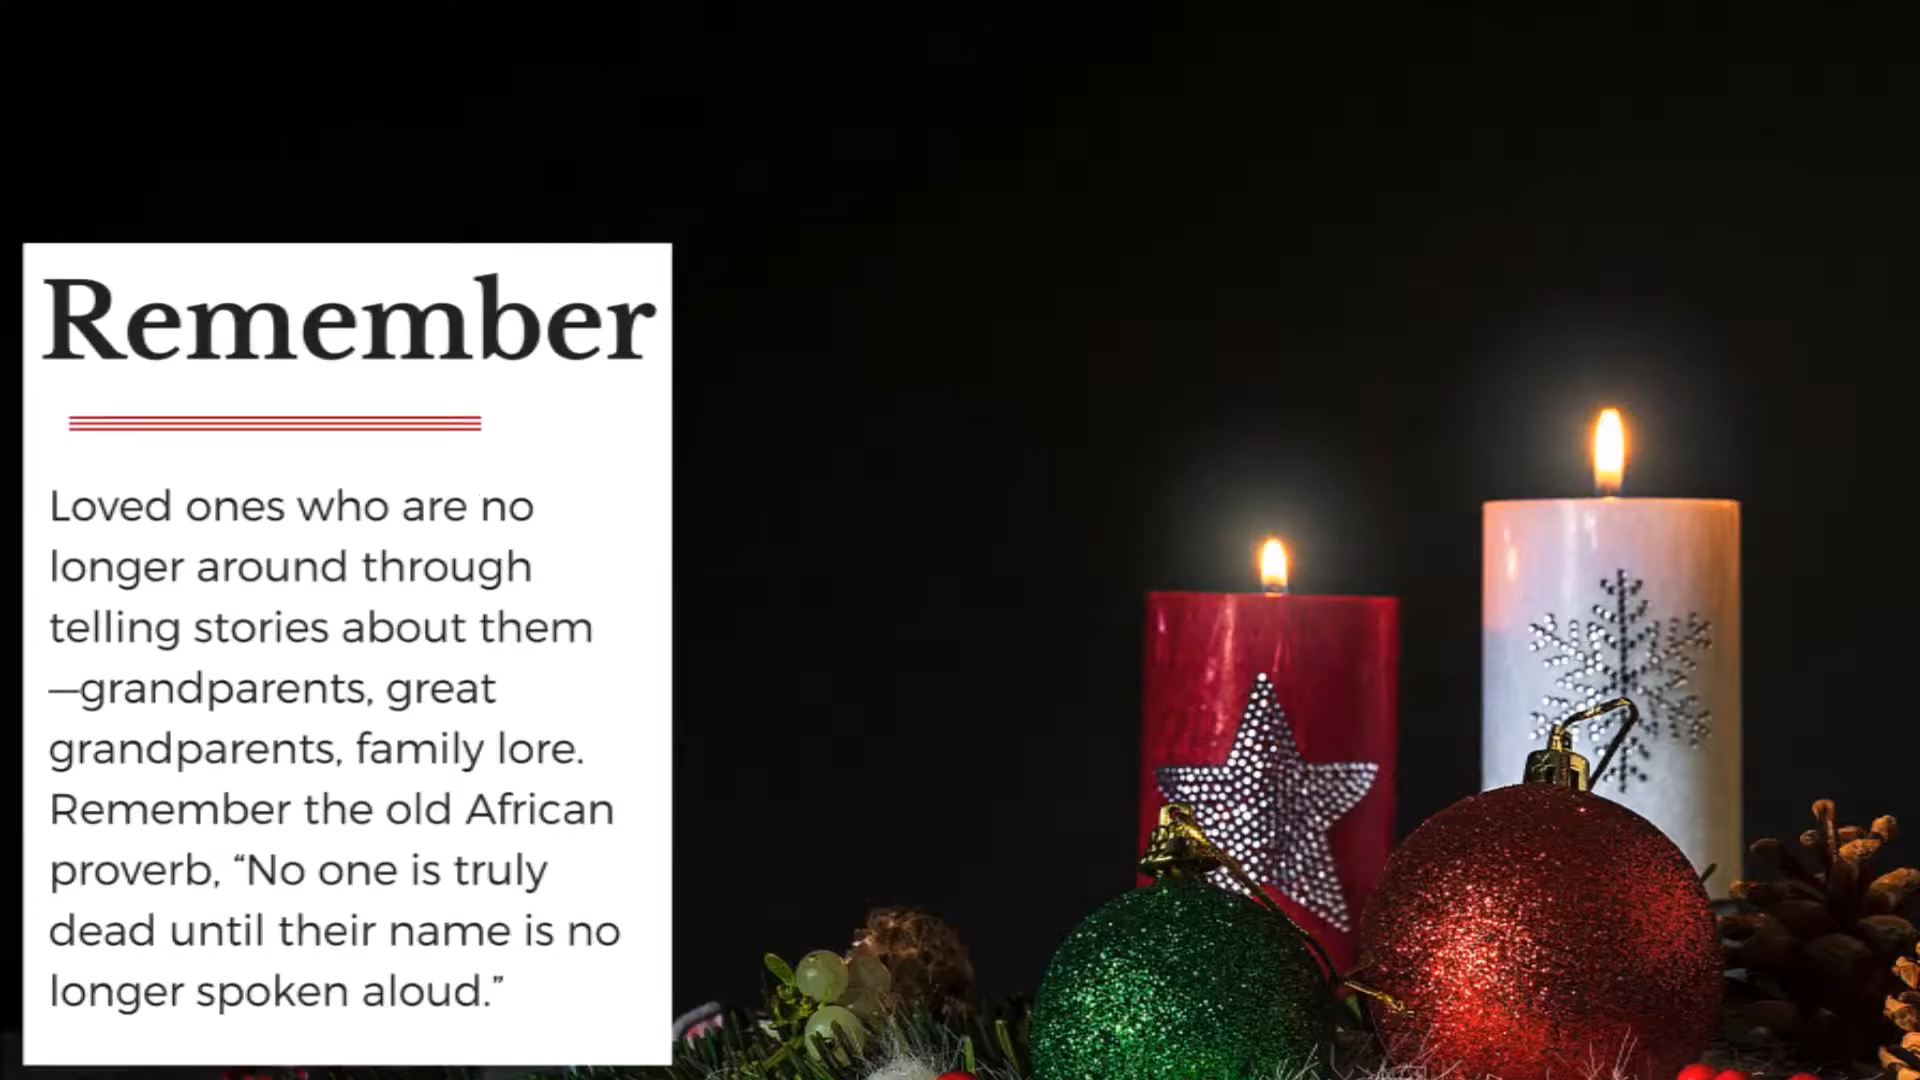 Remember
Loved ones who are no
longer around through
telling stories about them
—grandparents, great
grandparents, family lore.
Remember the old African
proverb, “No one is truly
dead until their name is no
longer spoken aloud.”